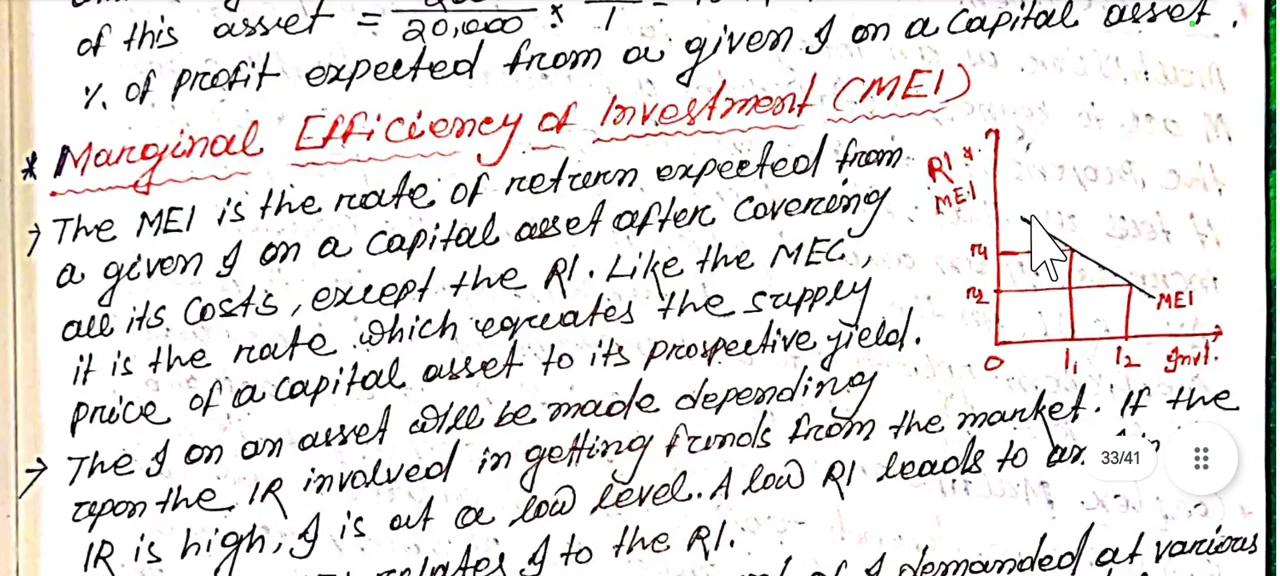 of this asset = 20,000 × 1
% of profit expected from a given I on a capital asset.
* Marginal Efficiency of Investment (MEI)
→ The MEI is the rate of return expected from
a given I on a capital asset after covering
all its costs, except the RI. Like the MEC,
it is the rate which equates the supply
price of a capital asset to its prospective yield.
→ The I on an asset will be made depending
upon the IR involved in getting funds from the market. If the
IR is high, I is at a low level. A low RI leads to an
I to the RI.
I demanded at various
RI &
MEI
r1
r2
MEI
O I1 I2 Invt.
33/41